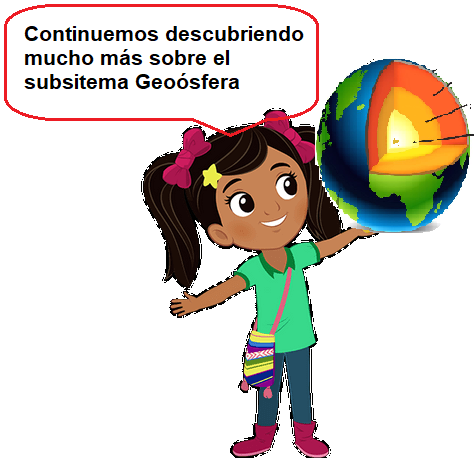 Continuemos descubriendo
mucho más sobre el
subsitema Geoósfera